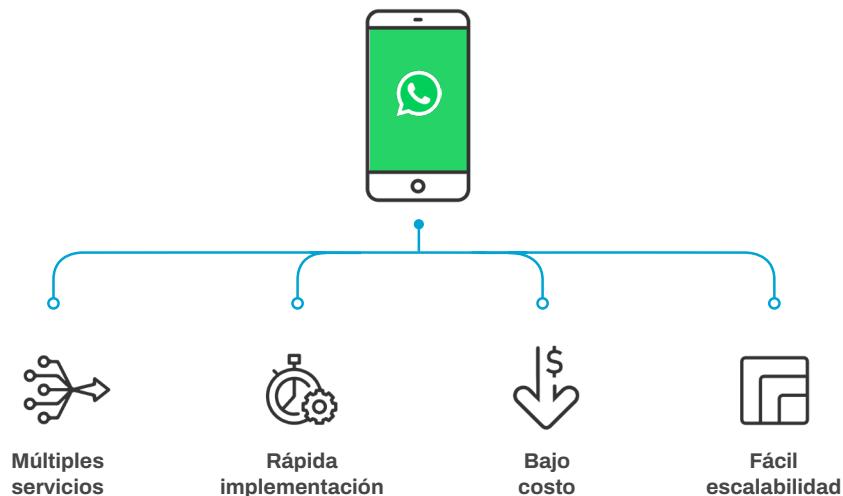 Múltiples
servicios
Rápida
implementación
Bajo
costo
Fácil
escalabilidad
$